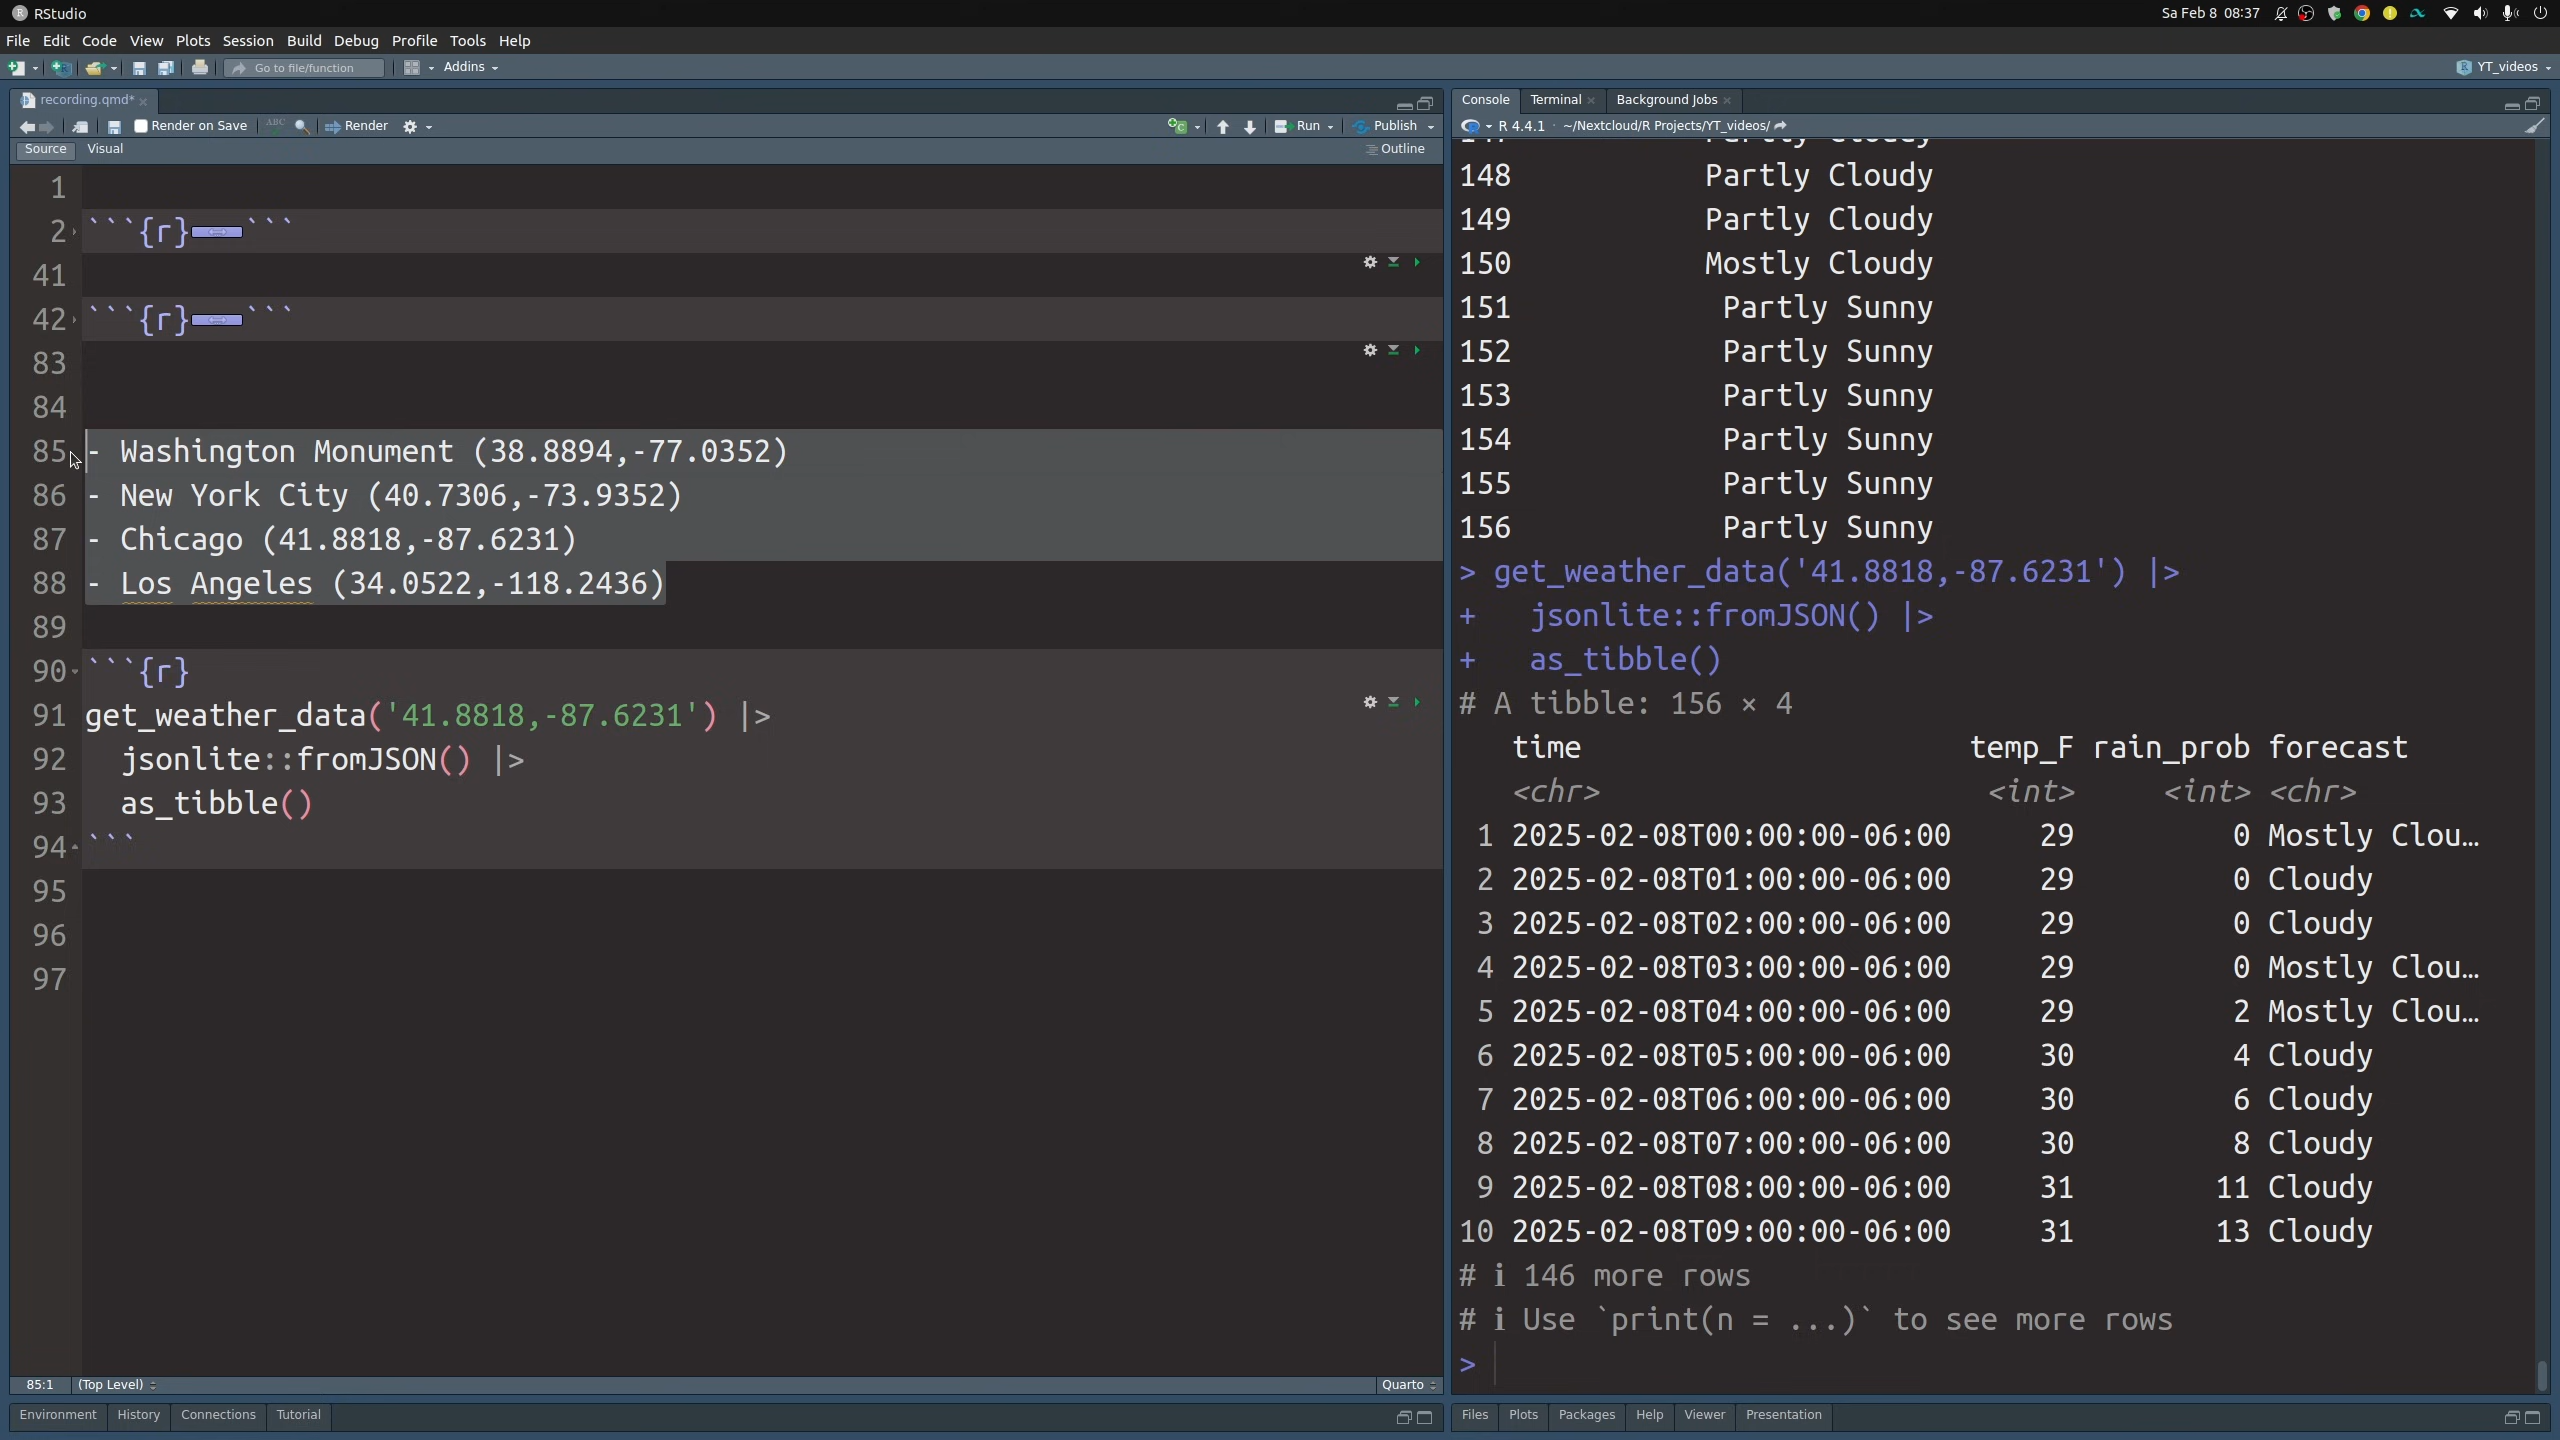 RStudio
Sa Feb 8 08:37
File Edit Code View Plots Session Build Debug Profile Tools Help
Go to file/function
Addins
YT_videos
recording.qmd*
Render on Save
ABC
Render
Run
Publish
Source
Visual
Outline
1
2 ```{r} ```
41
42 ```{r} ```
83
84
85 - Washington Monument (38.8894,-77.0352)
86 - New York City (40.7306,-73.9352)
87 - Chicago (41.8818,-87.6231)
88 - Los Angeles (34.0522,-118.2436)
89
90 ```{r}
91 get_weather_data('41.8818,-87.6231') |>
92   jsonlite::fromJSON() |>
93   as_tibble()
94 ```
95
96
97
85:1 (Top Level)
Quarto
Environment History Connections Tutorial
Console Terminal Background Jobs
R 4.4.1 · ~/Nextcloud/R Projects/YT_videos/
147 Partly Cloudy
148 Partly Cloudy
149 Partly Cloudy
150 Mostly Cloudy
151 Partly Sunny
152 Partly Sunny
153 Partly Sunny
154 Partly Sunny
155 Partly Sunny
156 Partly Sunny
> get_weather_data('41.8818,-87.6231') |>
+   jsonlite::fromJSON() |>
+   as_tibble()
# A tibble: 156 × 4
time temp_F rain_prob forecast
<chr> <int> <int> <chr>
1 2025-02-08T00:00:00-06:00 29 0 Mostly Clou…
2 2025-02-08T01:00:00-06:00 29 0 Cloudy
3 2025-02-08T02:00:00-06:00 29 0 Cloudy
4 2025-02-08T03:00:00-06:00 29 0 Mostly Clou…
5 2025-02-08T04:00:00-06:00 29 2 Mostly Clou…
6 2025-02-08T05:00:00-06:00 30 4 Cloudy
7 2025-02-08T06:00:00-06:00 30 6 Cloudy
8 2025-02-08T07:00:00-06:00 30 8 Cloudy
9 2025-02-08T08:00:00-06:00 31 11 Cloudy
10 2025-02-08T09:00:00-06:00 31 13 Cloudy
# ℹ 146 more rows
# ℹ Use `print(n = ...)` to see more rows
>
Files Plots Packages Help Viewer Presentation